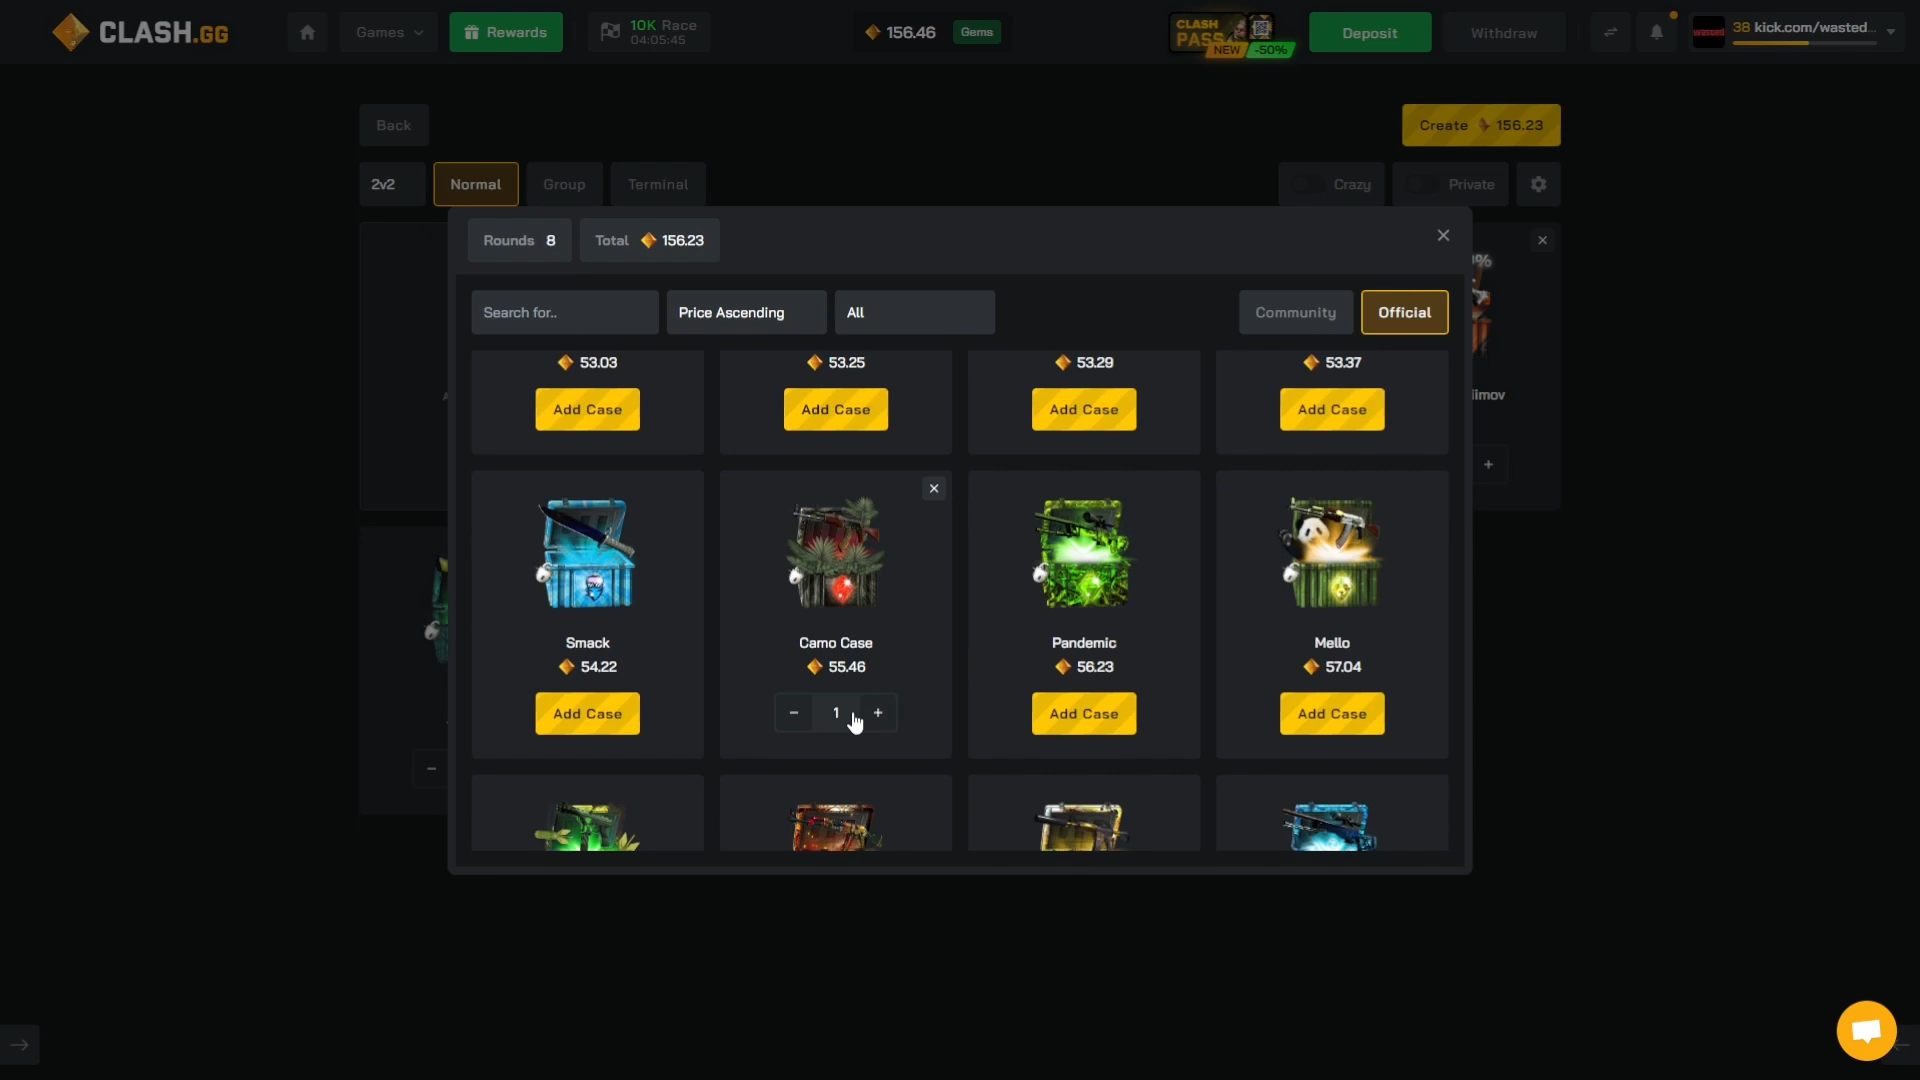 CLASH.GG
Games
Rewards
10K Race
04:05:45
156.46
Gems
CLASH
PASS
NEW
-50%
Deposit
Withdraw
wasted
38 kick.com/wasted...
Back
Create 156.23
2v2
Normal
Group
Terminal
Crazy
Private
Rounds 8
Total 156.23
Search for..
Price Ascending
All
Community
Official
53.03
53.25
53.29
53.37
Add Case
Add Case
Add Case
Add Case
Smack
Camo Case
Pandemic
Mello
54.22
55.46
56.23
57.04
Add Case
− 1 +
Add Case
Add Case